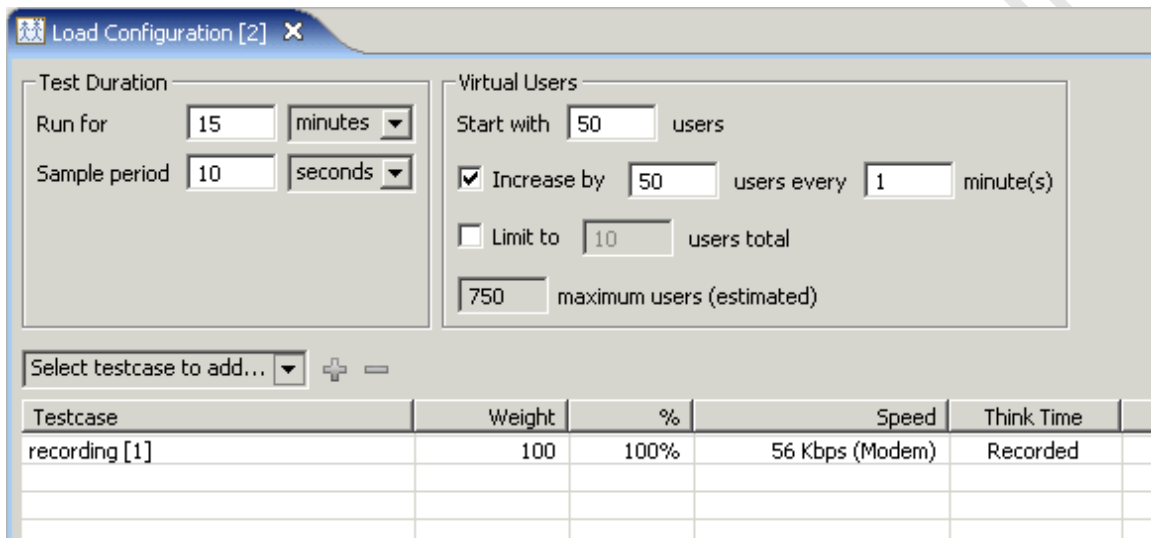 Load Configuration [2]
Test Duration
Run for 15 minutes
Sample period 10 seconds
Virtual Users
Start with 50 users
Increase by 50 users every 1 minute(s)
Limit to 10 users total
750 maximum users (estimated)
Select testcase to add...
Testcase Weight % Speed Think Time
recording [1] 100 100% 56 Kbps (Modem) Recorded